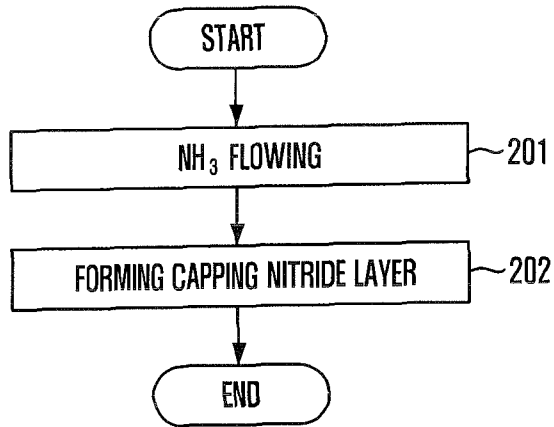 START
NH₃ FLOWING
201
FORMING CAPPING NITRIDE LAYER
202
END